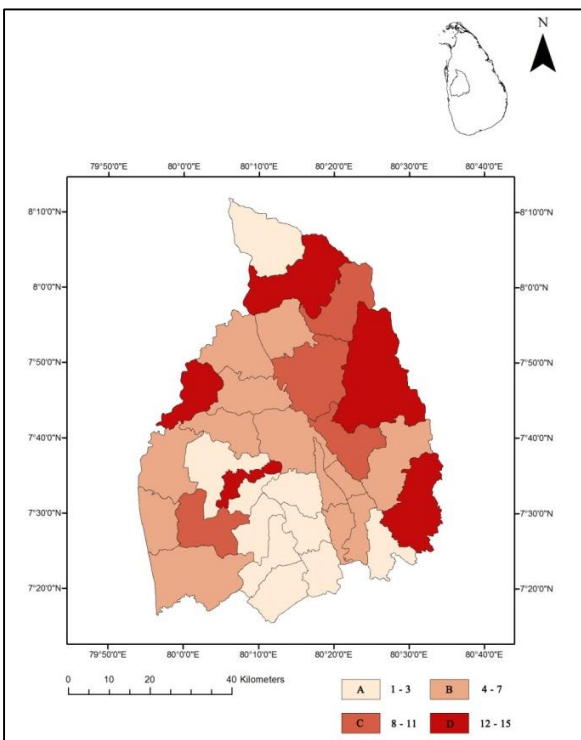 N
79°50'0"E 80°0'0"E 80°10'0"E 80°20'0"E 80°30'0"E 80°40'0"E
8°10'0"N 8°10'0"N
8°0'0"N 8°0'0"N
7°50'0"N 7°50'0"N
7°40'0"N 7°40'0"N
7°30'0"N 7°30'0"N
7°20'0"N 7°20'0"N
79°50'0"E 80°0'0"E 80°10'0"E 80°20'0"E 80°30'0"E 80°40'0"E
0 10 20 40 Kilometers
A 1 - 3 B 4 - 7
C 8 - 11 D 12 - 15